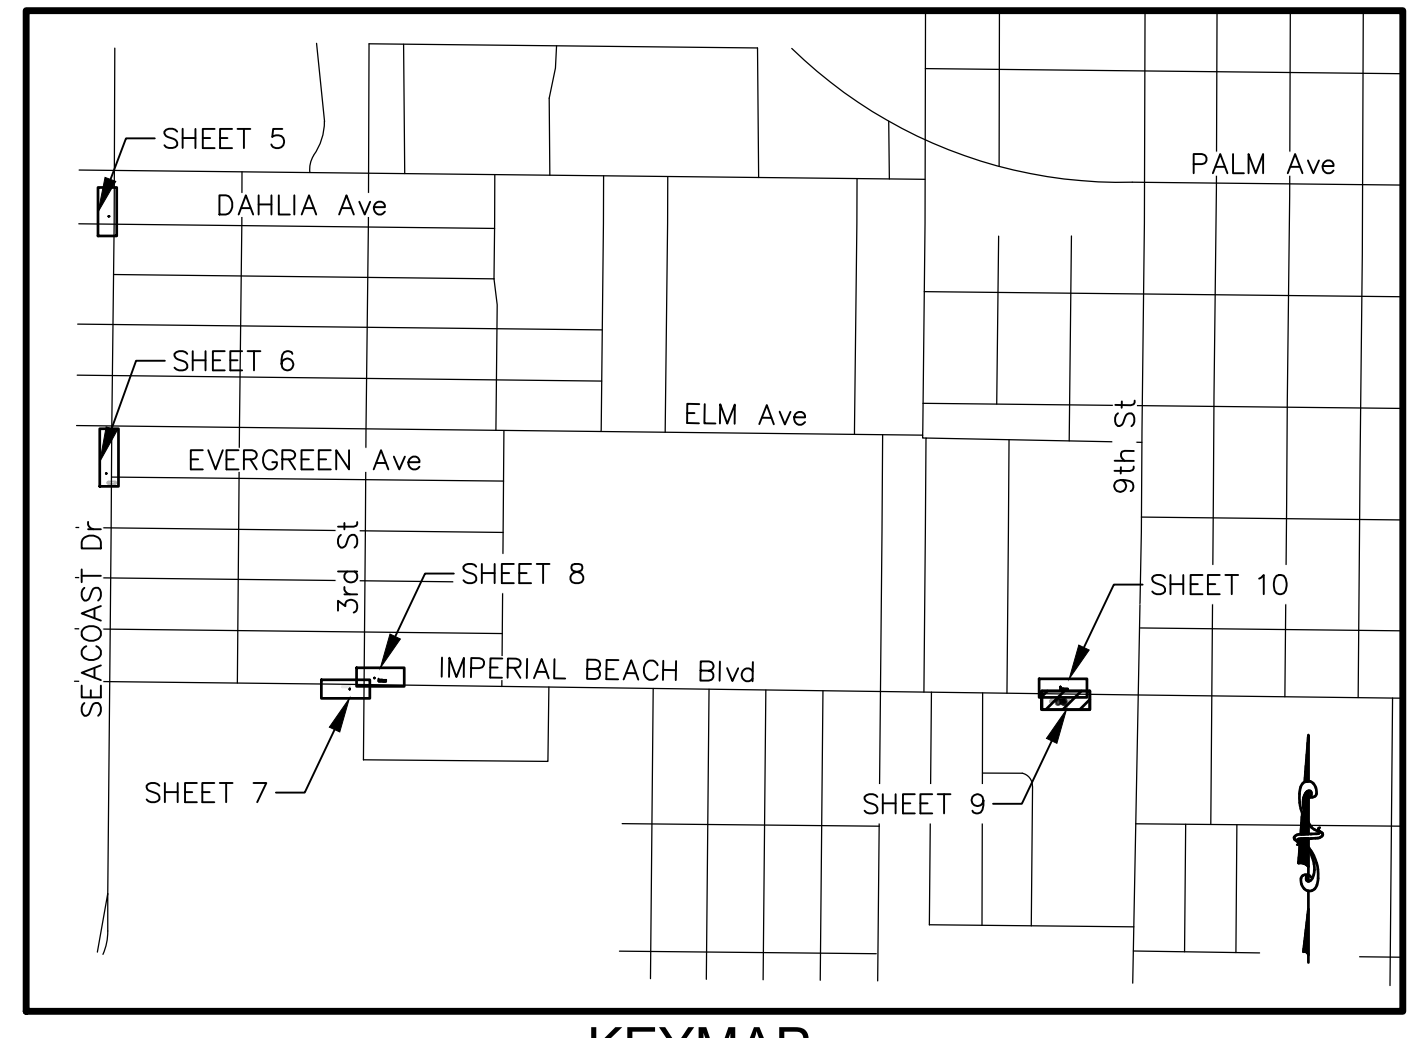 SHEET 5
PALM Ave
DAHLIA Ave
SHEET 6
ELM Ave
9th St
EVERGREEN Ave
SEACOAST Dr
3rd St
SHEET 8
SHEET 10
IMPERIAL BEACH Blvd
SHEET 7
SHEET 9
KEYMAP